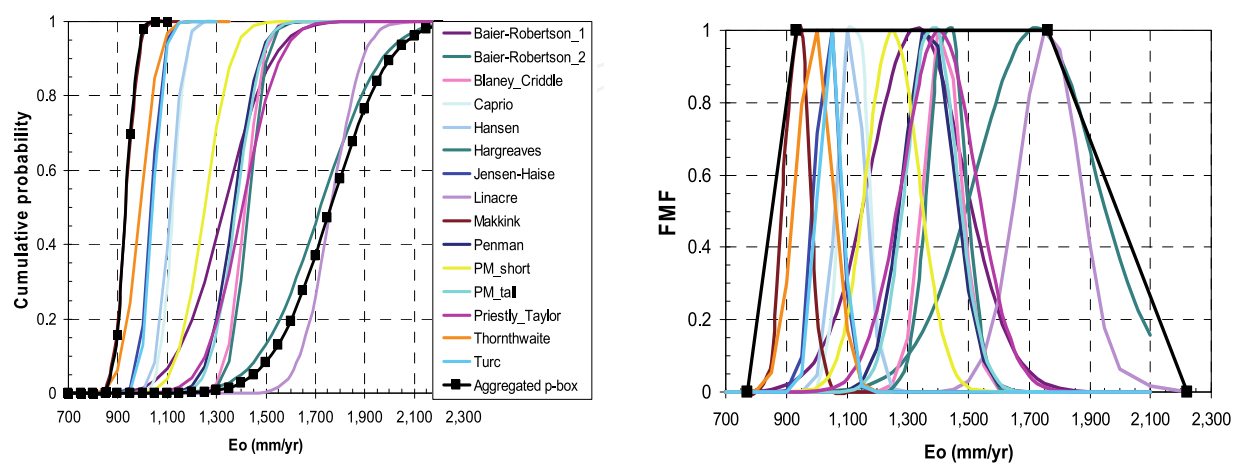 Cumulative probability
1
0.8
0.6
0.4
0.2
0
700 900 1,100 1,300 1,500 1,700 1,900 2,100 2,300
Eo (mm/yr)
Baier-Robertson_1
Baier-Robertson_2
Blaney_Criddle
Caprio
Hansen
Hargreaves
Jensen-Haise
Linacre
Makkink
Penman
PM_short
PM_tall
Priestly_Taylor
Thornthwaite
Turc
Aggregated p-box
FMF
1
0.8
0.6
0.4
0.2
0
700 900 1,100 1,300 1,500 1,700 1,900 2,100 2,300
Eo (mm/yr)